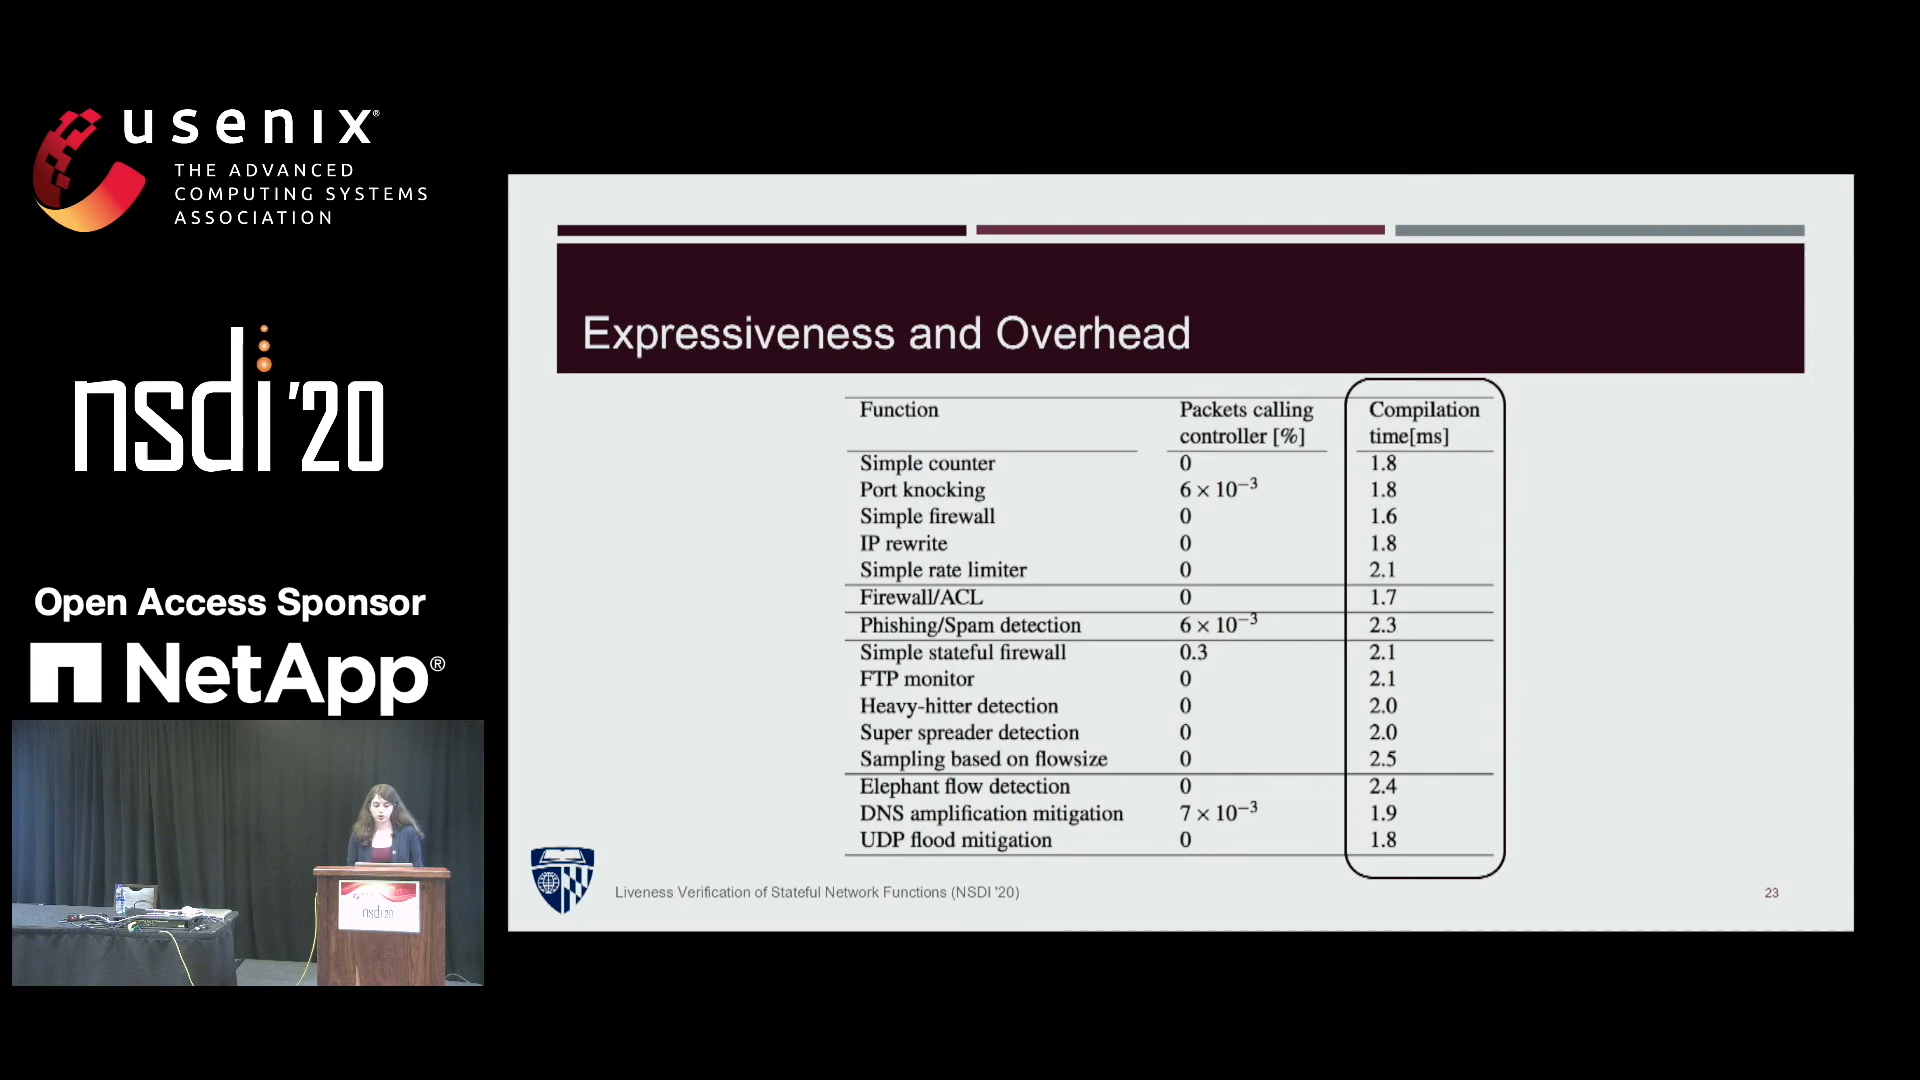 usenix®
THE ADVANCED
COMPUTING SYSTEMS
ASSOCIATION
nsdi '20
Open Access Sponsor
NetApp®
nsdi '20
Expressiveness and Overhead
Function Packets calling controller [%] Compilation time[ms]
Simple counter 0 1.8
Port knocking 6 × 10⁻³ 1.8
Simple firewall 0 1.6
IP rewrite 0 1.8
Simple rate limiter 0 2.1
Firewall/ACL 0 1.7
Phishing/Spam detection 6 × 10⁻³ 2.3
Simple stateful firewall 0.3 2.1
FTP monitor 0 2.1
Heavy-hitter detection 0 2.0
Super spreader detection 0 2.0
Sampling based on flowsize 0 2.5
Elephant flow detection 0 2.4
DNS amplification mitigation 7 × 10⁻³ 1.9
UDP flood mitigation 0 1.8
Liveness Verification of Stateful Network Functions (NSDI '20)
23